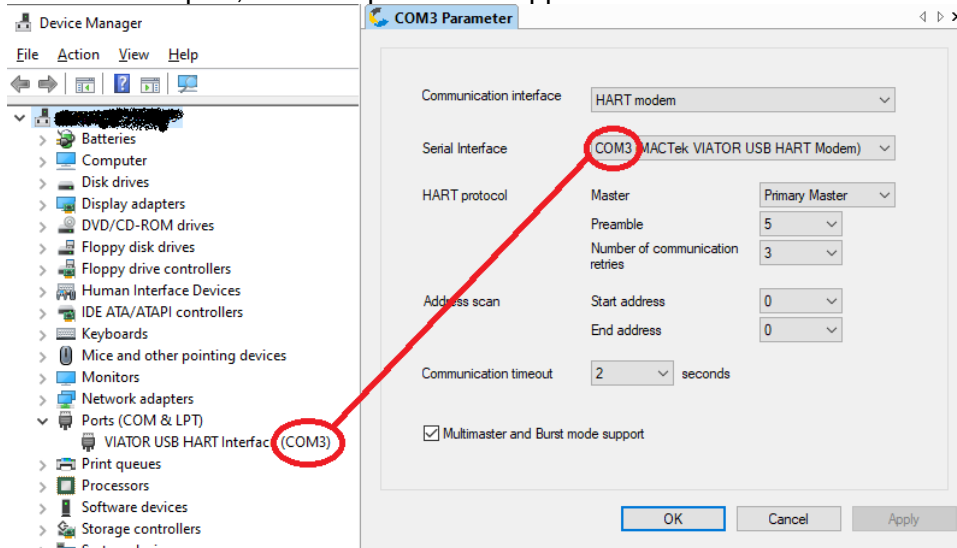 Device Manager
File Action View Help
Batteries
Computer
Disk drives
Display adapters
DVD/CD-ROM drives
Floppy disk drives
Floppy drive controllers
Human Interface Devices
IDE ATA/ATAPI controllers
Keyboards
Mice and other pointing devices
Monitors
Network adapters
Ports (COM & LPT)
VIATOR USB HART Interface (COM3)
Print queues
Processors
Software devices
Storage controllers
COM3 Parameter
Communication interface HART modem
Serial Interface COM3 (MACTek VIATOR USB HART Modem)
HART protocol Master Primary Master
Preamble 5
Number of communication
retries 3
Address scan Start address 0
End address 0
Communication timeout 2 seconds
Multimaster and Burst mode support
OK Cancel Apply